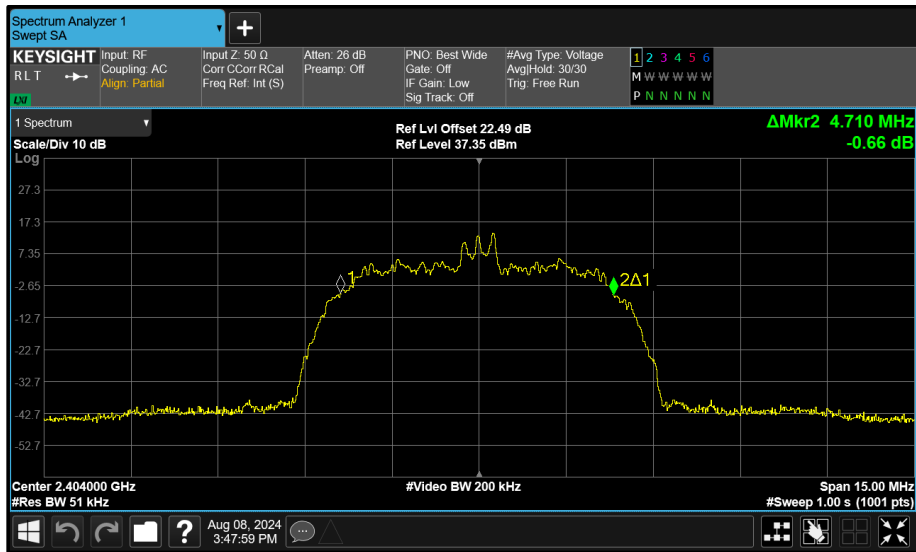 Spectrum Analyzer 1
Swept SA
+
KEYSIGHT
RLT
LXI
Input: RF
Coupling: AC
Align: Partial
Input Z: 50 Ω
Corr CCorr RCal
Freq Ref: Int (S)
Atten: 26 dB
Preamp: Off
PNO: Best Wide
Gate: Off
IF Gain: Low
Sig Track: Off
#Avg Type: Voltage
Avg|Hold: 30/30
Trig: Free Run
1 2 3 4 5 6
M W W W W W
P N N N N N
1 Spectrum
Scale/Div 10 dB
Ref Lvl Offset 22.49 dB
Ref Level 37.35 dBm
ΔMkr2 4.710 MHz
-0.66 dB
Log
27.3
17.3
7.35
-2.65
-12.7
-22.7
-32.7
-42.7
-52.7
1
2Δ1
Center 2.404000 GHz
#Res BW 51 kHz
#Video BW 200 kHz
Span 15.00 MHz
#Sweep 1.00 s (1001 pts)
?
Aug 08, 2024
3:47:59 PM